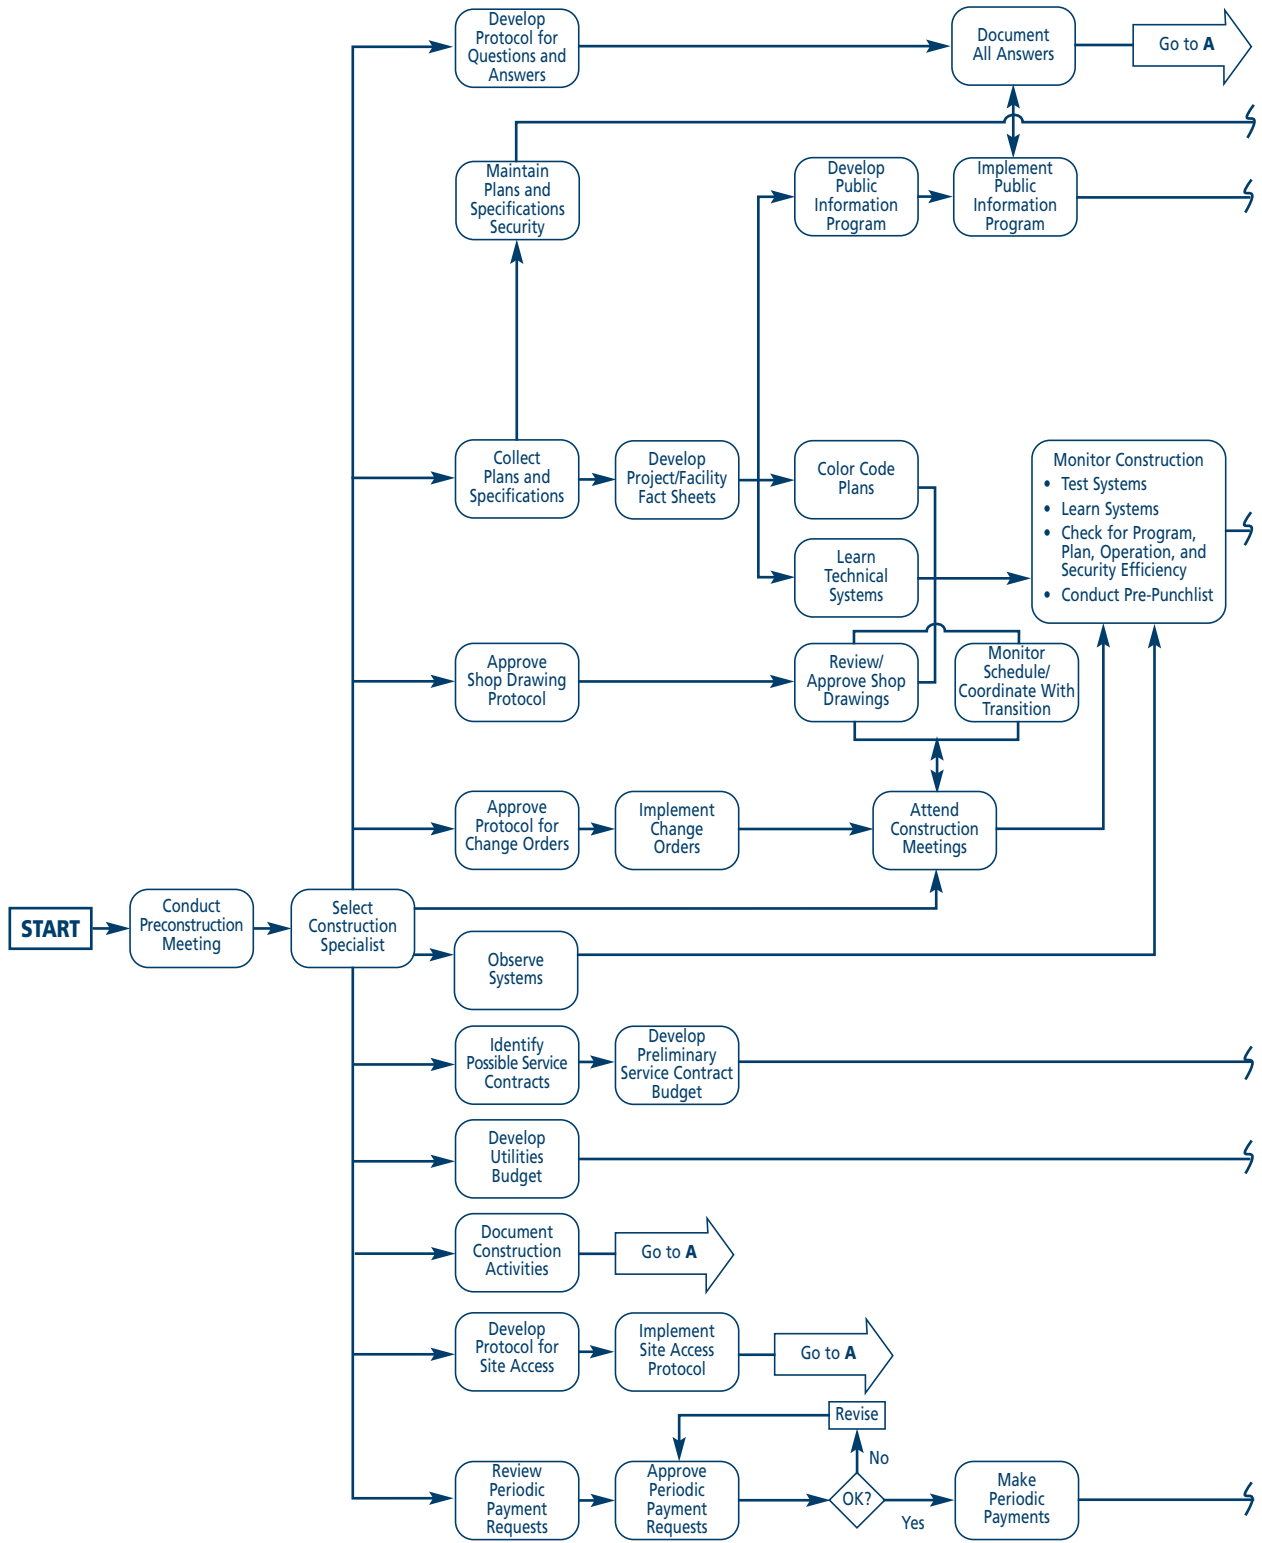 Develop
Protocol for
Questions and
Answers
Document
All Answers
Go to A
Maintain
Plans and
Specifications
Security
Develop
Public
Information
Program
Implement
Public
Information
Program
Collect
Plans and
Specifications
Develop
Project/Facility
Fact Sheets
Color Code
Plans
Monitor Construction
• Test Systems
• Learn Systems
• Check for Program,
Plan, Operation, and
Security Efficiency
• Conduct Pre-Punchlist
Learn
Technical
Systems
Approve
Shop Drawing
Protocol
Review/
Approve Shop
Drawings
Monitor
Schedule/
Coordinate With
Transition
Approve
Protocol for
Change Orders
Implement
Change
Orders
Attend
Construction
Meetings
START
Conduct
Preconstruction
Meeting
Select
Construction
Specialist
Observe
Systems
Identify
Possible Service
Contracts
Develop
Preliminary
Service Contract
Budget
Develop
Utilities
Budget
Document
Construction
Activities
Go to A
Develop
Protocol for
Site Access
Implement
Site Access
Protocol
Go to A
Revise
No
Review
Periodic
Payment
Requests
Approve
Periodic
Payment
Requests
OK?
Yes
Make
Periodic
Payments